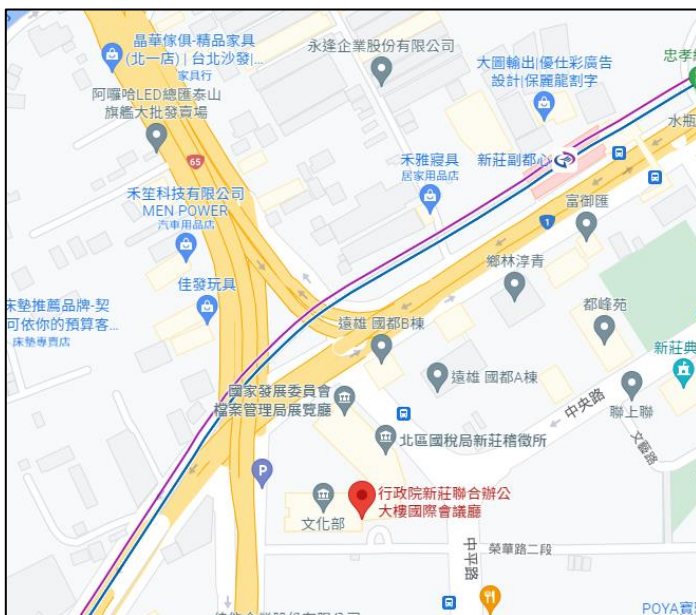 晶華傢俱-精品家具
(北一店) | 台北沙發|...
家具行
永逹企業股份有限公司
大圖輸出|優仕彩廣告
設計|保麗龍割字
忠孝
阿囉哈LED總匯泰山
旗艦大批發賣場
水瓶
65
禾雅寢具
居家用品店
新莊副都心
禾笙科技有限公司
MEN POWER
汽車用品店
1
富御匯
鄉林淳青
佳發玩具
床墊推薦品牌-契
可依你的預算客...
床墊專賣店
都峰苑
遠雄 國都B棟
新莊典
遠雄 國都A棟
國家發展委員會
檔案管理局展覽廳
中央路
聯上聯
文藝路
北區國稅局新莊稽徵所
P
行政院新莊聯合辦公
大樓國際會議廳
文化部
中平路
榮華路二段
POYA寶